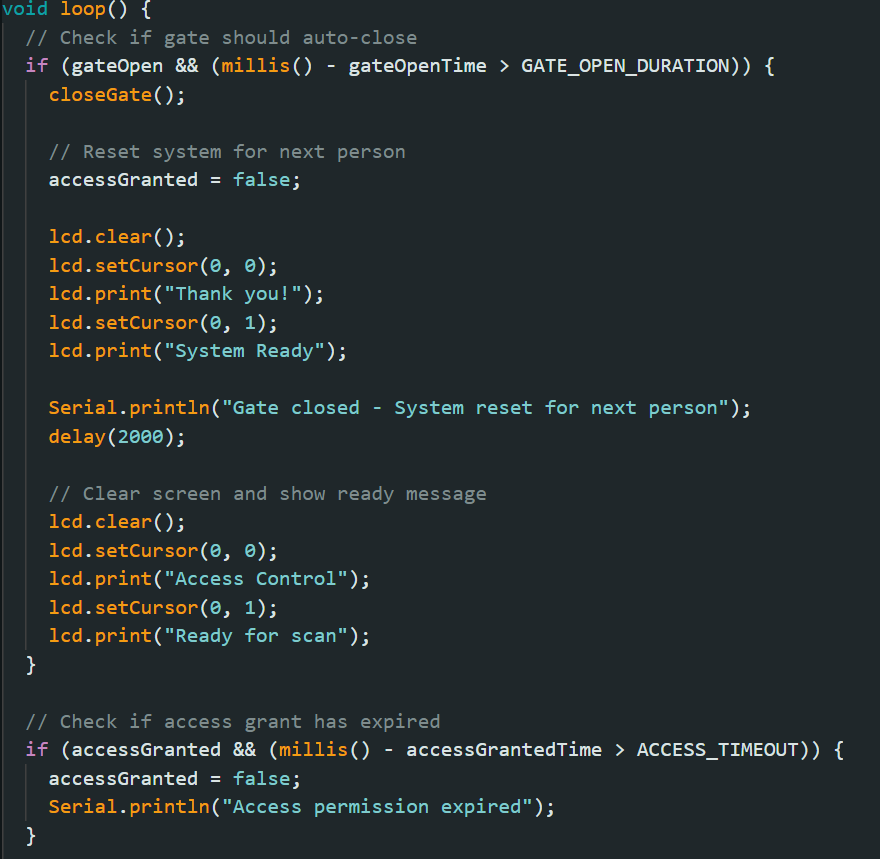 void loop() {
  // Check if gate should auto-close
  if (gateOpen && (millis() - gateOpenTime > GATE_OPEN_DURATION)) {
    closeGate();

    // Reset system for next person
    accessGranted = false;

    lcd.clear();
    lcd.setCursor(0, 0);
    lcd.print("Thank you!");
    lcd.setCursor(0, 1);
    lcd.print("System Ready");

    Serial.println("Gate closed - System reset for next person");
    delay(2000);

    // Clear screen and show ready message
    lcd.clear();
    lcd.setCursor(0, 0);
    lcd.print("Access Control");
    lcd.setCursor(0, 1);
    lcd.print("Ready for scan");
  }

  // Check if access grant has expired
  if (accessGranted && (millis() - accessGrantedTime > ACCESS_TIMEOUT)) {
    accessGranted = false;
    Serial.println("Access permission expired");
  }